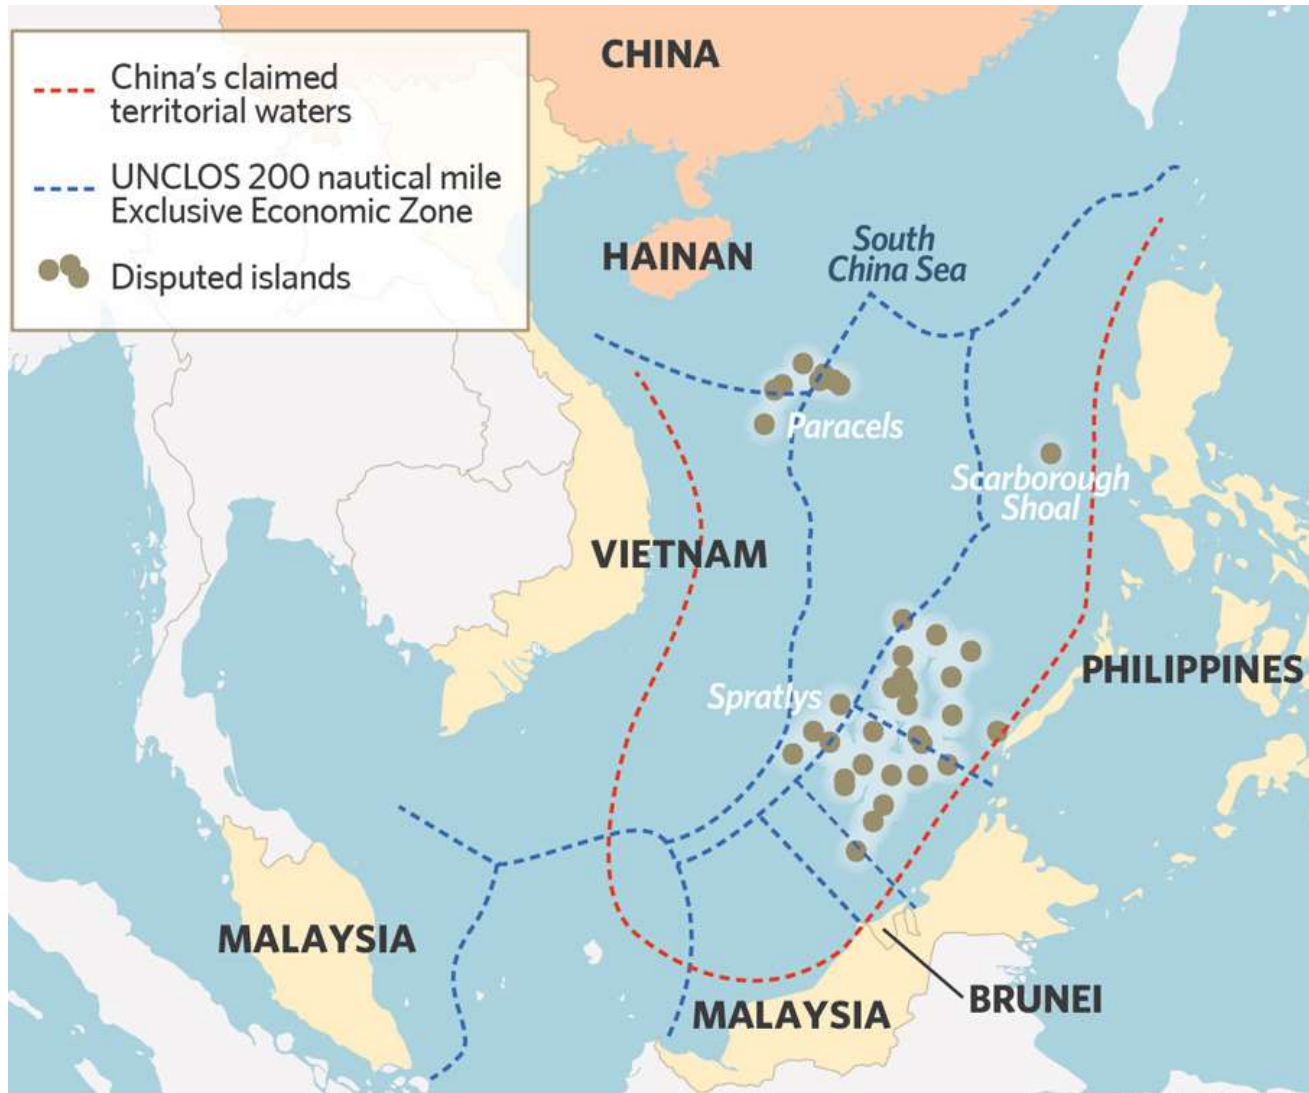 China's claimed
territorial waters
UNCLOS 200 nautical mile
Exclusive Economic Zone
Disputed islands
CHINA
HAINAN
South
China Sea
Paracels
Scarborough
Shoal
VIETNAM
Spratlys
PHILIPPINES
MALAYSIA
BRUNEI
MALAYSIA